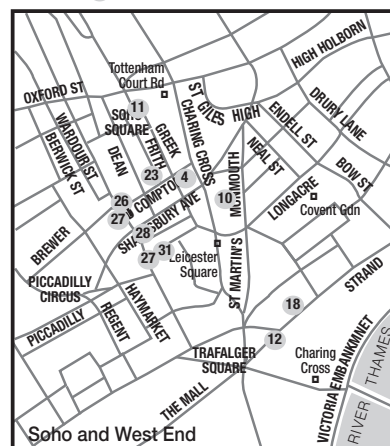 HIGH HOLBORN
Tottenham
Court Rd
OXFORD ST
ST GILES
HIGH
ENDELL ST
DRURY LANE
11
SOHO
SQUARE
WARDOUR ST
BERWICK ST
DEAN
GREEK
FRITH
CHARING CROSS
NEAL ST
BOW ST
MONMOUTH
23
4
10
LONGACRE
Covent Gdn
26
COMPTON
27
BREWER
SHAFTESBURY AVE
28
27
31
Leicester
Square
ST MARTIN'S
STRAND
PICCADILLY
CIRCUS
HAYMARKET
REGENT
PICCADILLY
18
12
TRAFALGER
SQUARE
Charing
Cross
VICTORIA EMBANKMNET
THE MALL
RIVER
THAMES
Soho and West End